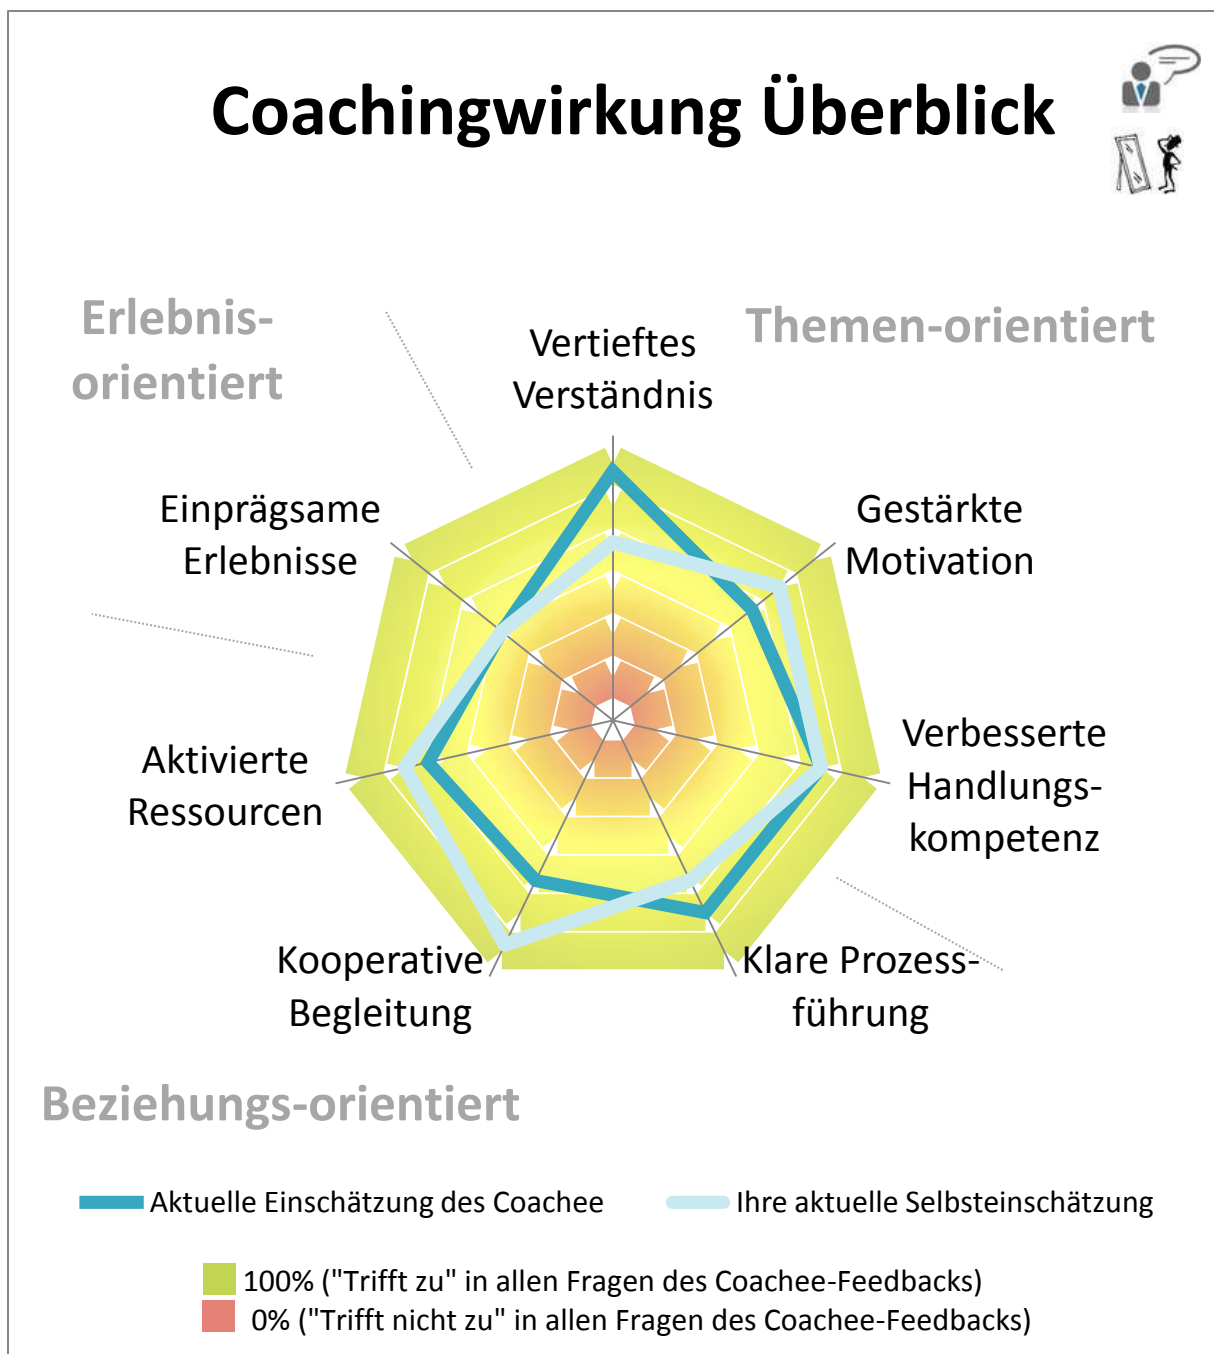 Coachingwirkung Überblick
Erlebnis-
orientiert
Themen-orientiert
Vertieftes
Verständnis
Einprägsame
Erlebnisse
Gestärkte
Motivation
Aktivierte
Ressourcen
Verbesserte
Handlungs-
kompetenz
Kooperative
Begleitung
Klare Prozess-
führung
Beziehungs-orientiert
Aktuelle Einschätzung des Coachee
Ihre aktuelle Selbsteinschätzung
100% ("Trifft zu" in allen Fragen des Coachee-Feedbacks)
0% ("Trifft nicht zu" in allen Fragen des Coachee-Feedbacks)